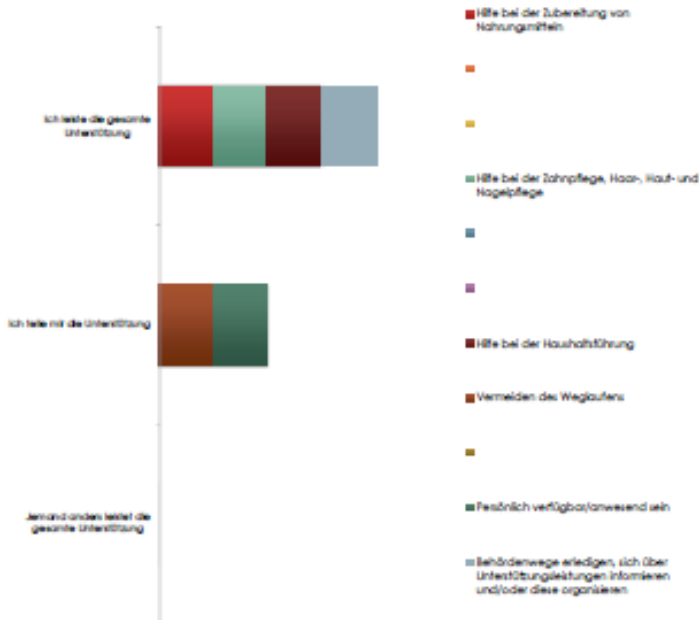 Ich leiste die gesamte
Unterstützung
Ich teile mit die Unterstützung
Jemand anders leistet die
gesamte Unterstützung
Hilfe bei der Zubereitung von
Nahrungsmitteln
Hilfe bei der Zahnpflege, Haar-, Haut- und
Nagelpflege
Hilfe bei der Haushaltsführung
Vermeiden des Weglaufens
Persönlich verfügbar/anwesend sein
Behördenwege erledigen, sich über
Unterstützungsleistungen informieren
und/oder diese organisieren